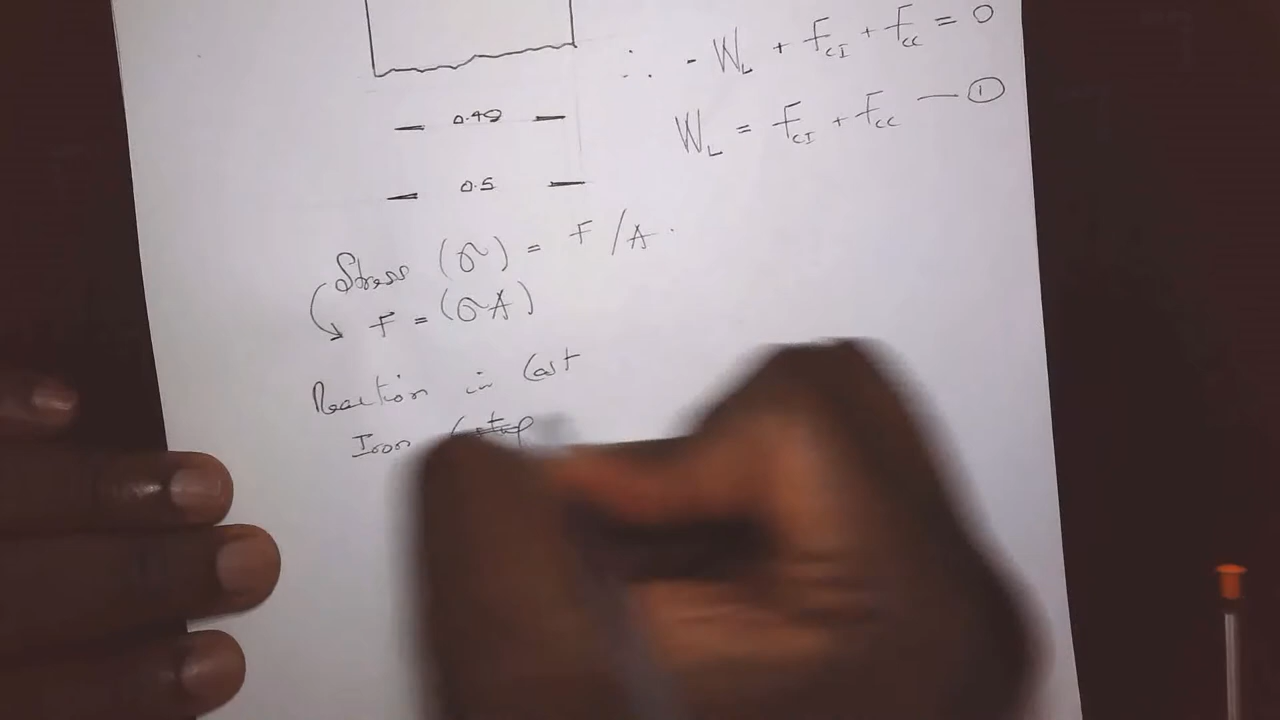 ∴ - W_L + F_CI + F_CC = 0
W_L = F_CI + F_CC — ①
0.48
0.5
Stress (σ) = F/A.
F = (σA)
Reaction in Cast
Iron